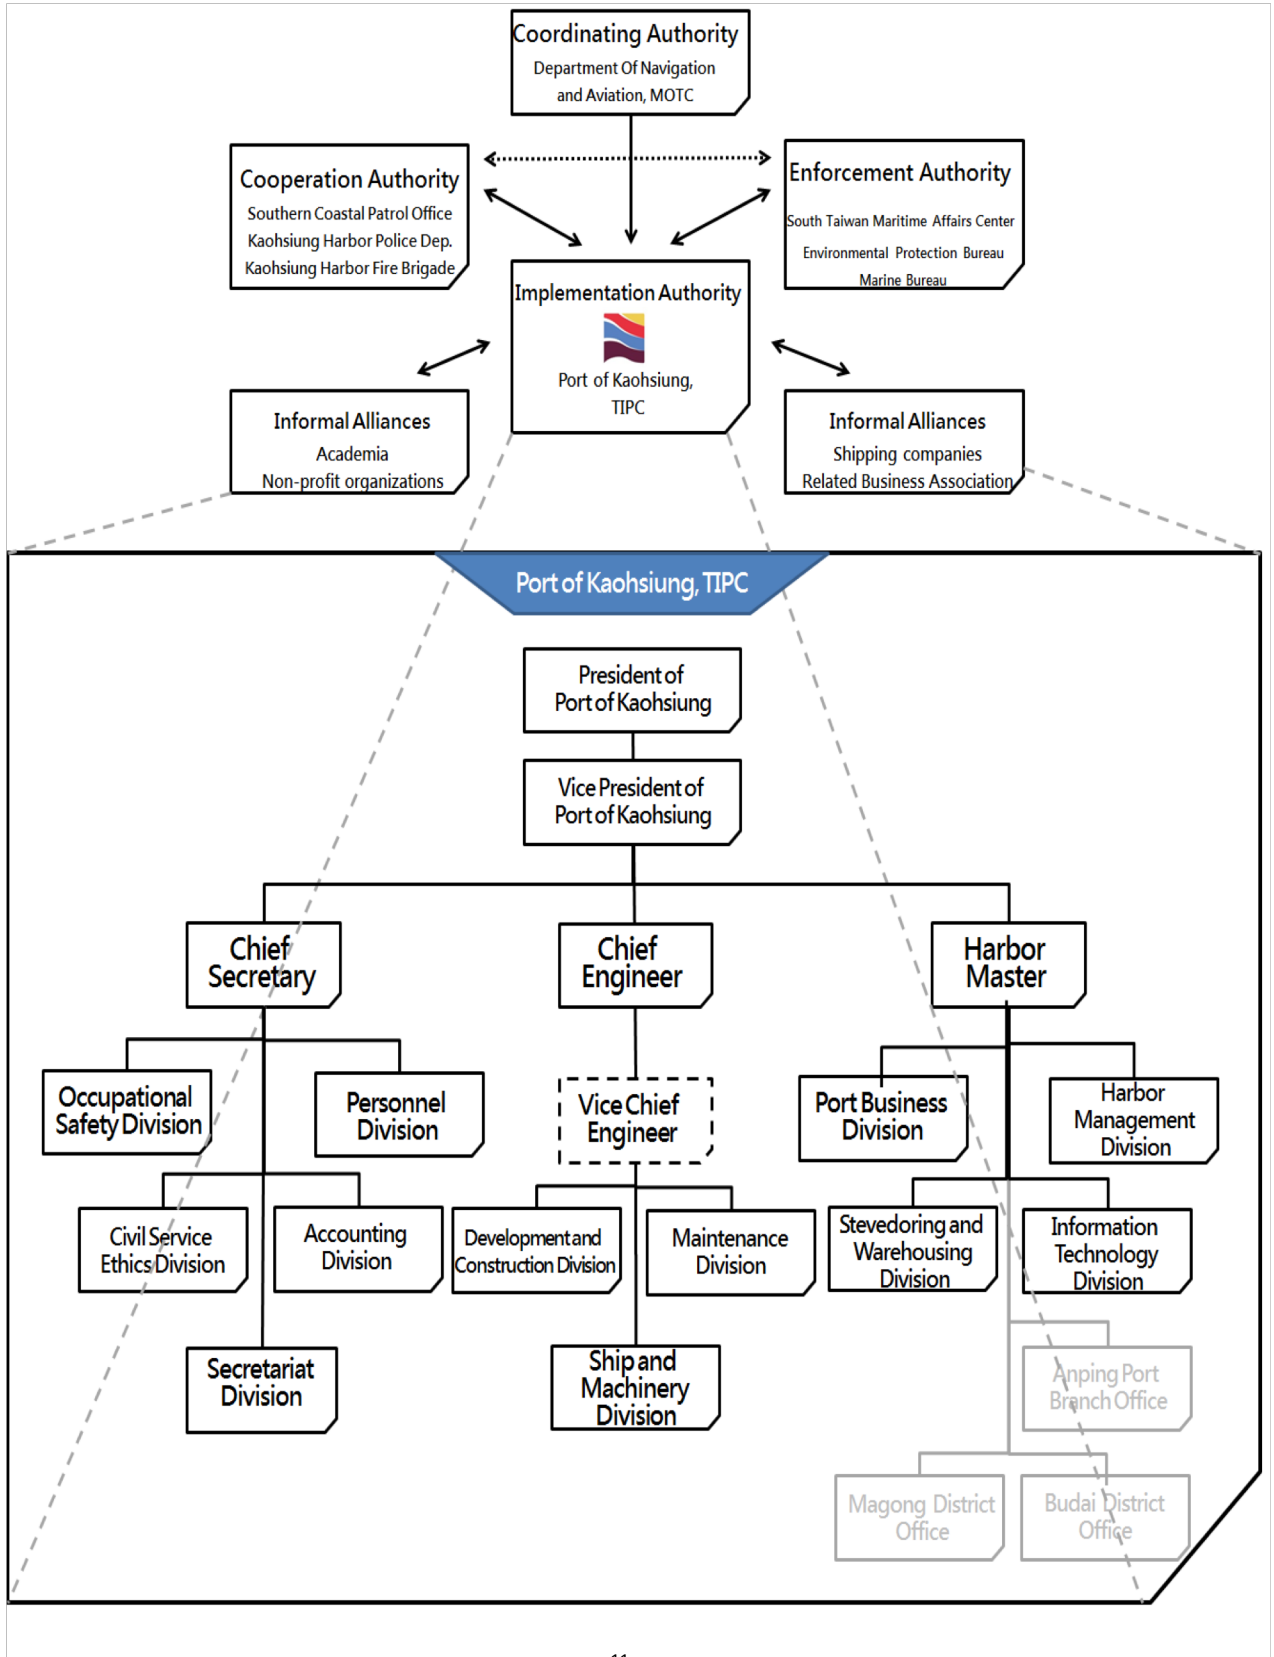 Coordinating Authority
Department Of Navigation
and Aviation, MOTC
Cooperation Authority
Southern Coastal Patrol Office
Kaohsiung Harbor Police Dep.
Kaohsiung Harbor Fire Brigade
Enforcement Authority
South Taiwan Maritime Affairs Center
Environmental Protection Bureau
Marine Bureau
Implementation Authority
Port of Kaohsiung,
TIPC
Informal Alliances
Academia
Non-profit organizations
Informal Alliances
Shipping companies
Related Business Association
Port of Kaohsiung, TIPC
President of
Port of Kaohsiung
Vice President of
Port of Kaohsiung
Chief
Secretary
Chief
Engineer
Harbor
Master
Occupational
Safety Division
Personnel
Division
Vice Chief
Engineer
Port Business
Division
Harbor
Management
Division
Civil Service
Ethics Division
Accounting
Division
Development and
Construction Division
Maintenance
Division
Stevedoring and
Warehousing
Division
Information
Technology
Division
Secretariat
Division
Ship and
Machinery
Division
Anping Port
Branch Office
Magong District
Office
Budai District
Office